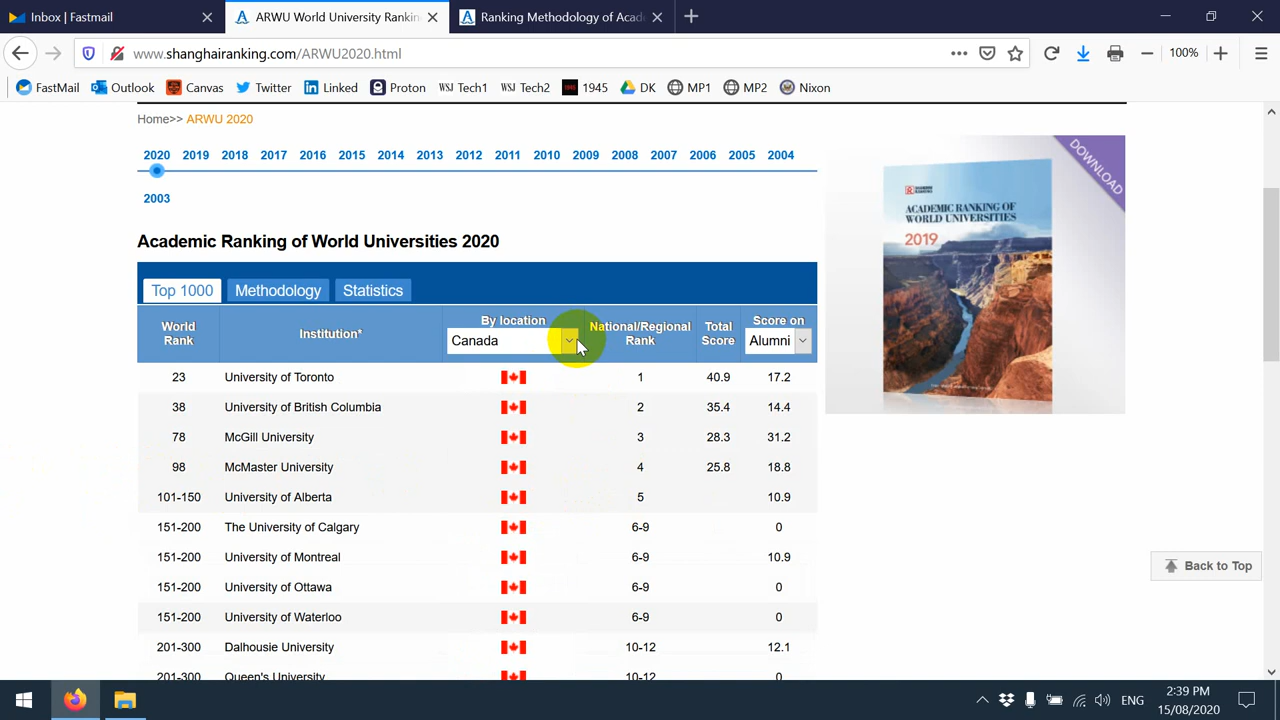 Inbox | Fastmail
ARWU World University Rankin
Ranking Methodology of Acade
www.shanghairanking.com/ARWU2020.html
100%
FastMail Outlook Canvas Twitter Linked Proton WSJ Tech1 WSJ Tech2 1945 DK MP1 MP2 Nixon
Home>> ARWU 2020
2020 2019 2018 2017 2016 2015 2014 2013 2012 2011 2010 2009 2008 2007 2006 2005 2004
2003
DOWNLOAD
ACADEMIC RANKING OF
WORLD UNIVERSITIES
2019
Academic Ranking of World Universities 2020
Top 1000 Methodology Statistics
World Rank Institution* By location National/Regional Rank Total Score Score on
Canada Alumni
23 University of Toronto 1 40.9 17.2
38 University of British Columbia 2 35.4 14.4
78 McGill University 3 28.3 31.2
98 McMaster University 4 25.8 18.8
101-150 University of Alberta 5 10.9
151-200 The University of Calgary 6-9 0
151-200 University of Montreal 6-9 10.9
151-200 University of Ottawa 6-9 0
151-200 University of Waterloo 6-9 0
201-300 Dalhousie University 10-12 12.1
201-300 Queen's University 10-12 0
Back to Top
ENG
2:39 PM
15/08/2020